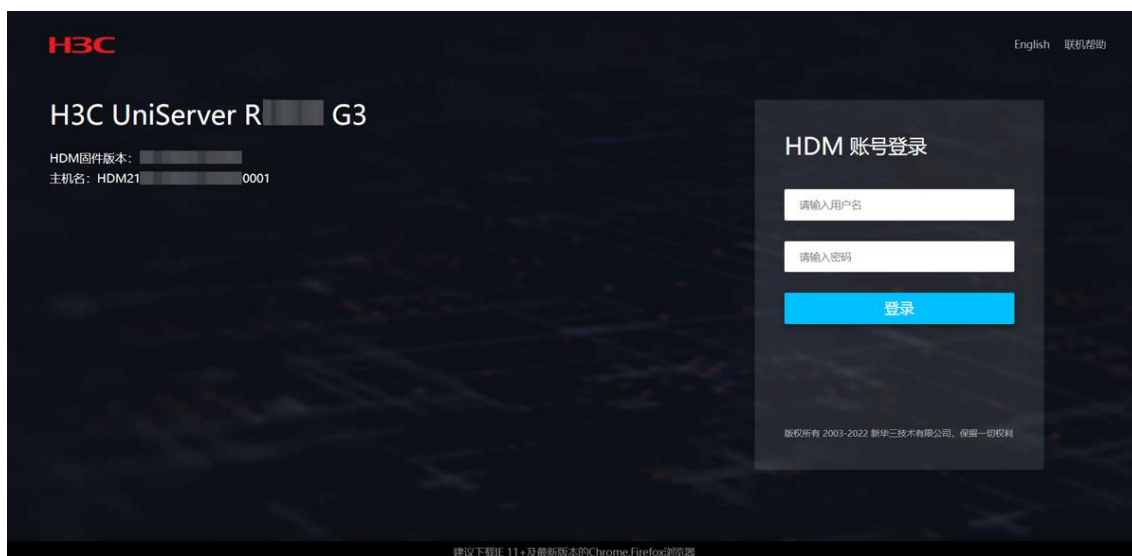 H3C
English 联机帮助
H3C UniServer R G3
HDM固件版本：
主机名：HDM21 0001
HDM 账号登录
请输入用户名
请输入密码
登录
版权所有 2003-2022 新华三技术有限公司，保留一切权利
建议下载IE 11+及最新版本的Chrome,Firefox浏览器